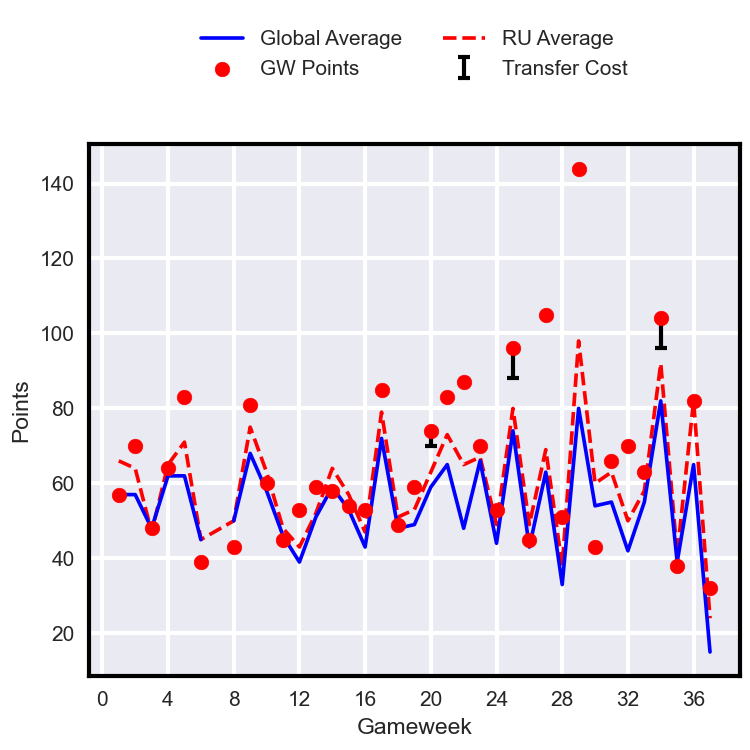 Global Average
RU Average
GW Points
Transfer Cost
140
120
100
80
60
40
20
Points
0 4 8 12 16 20 24 28 32 36
Gameweek